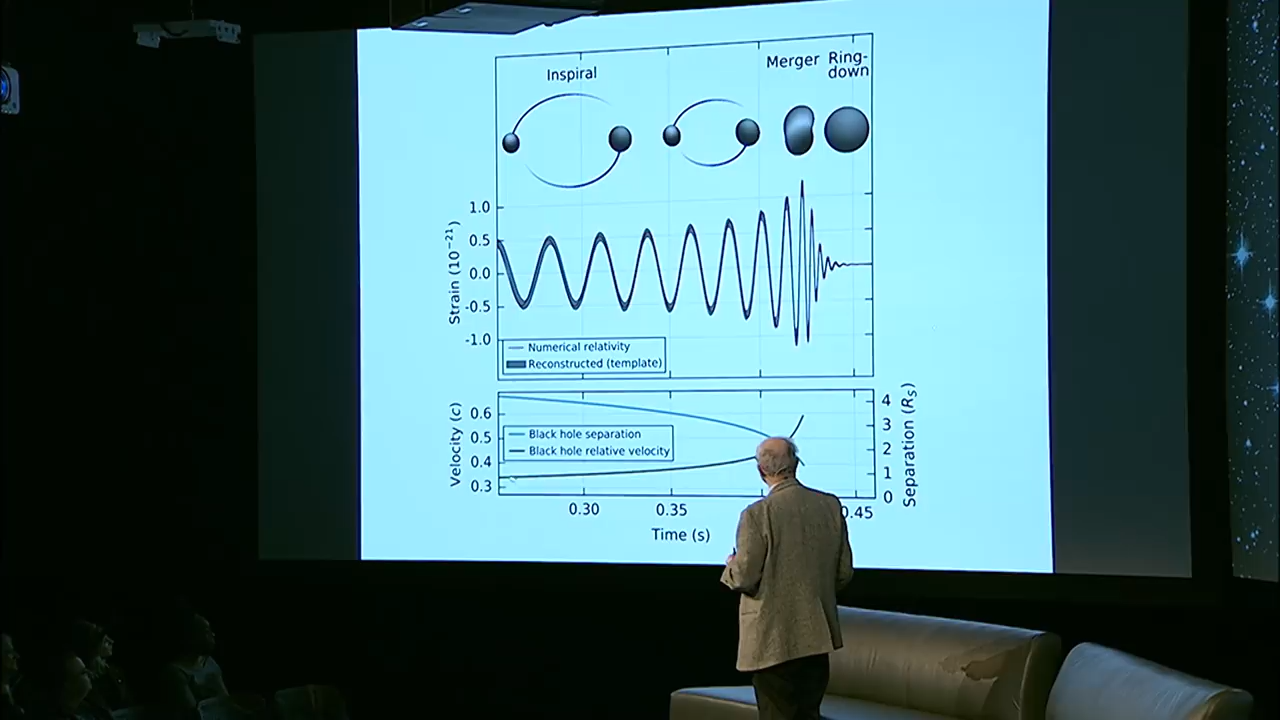 Inspiral
Merger
Ring-
down
Strain (10⁻²¹)
1.0
0.5
0.0
-0.5
-1.0
Numerical relativity
Reconstructed (template)
Velocity (c)
0.6
0.5
0.4
0.3
Black hole separation
Black hole relative velocity
4
3
2
1
0
Separation (Rₛ)
0.30
0.35
0.45
Time (s)